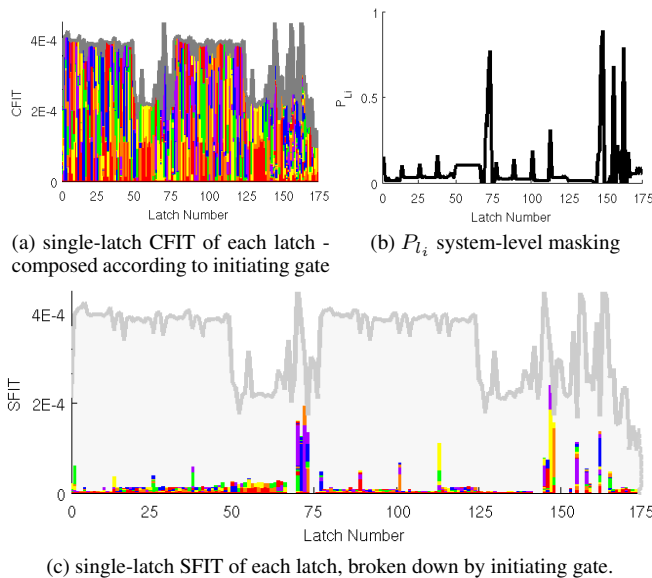 4E-4
2E-4
0
CFIT
0 25 50 75 100 125 150 175
Latch Number
(a) single-latch CFIT of each latch -
composed according to initiating gate
1
0.5
0
P_Li
0 25 50 75 100 125 150 175
Latch Number
(b) P_{l_i} system-level masking
4E-4
2E-4
0
SFIT
0 25 50 75 100 125 150 175
Latch Number
(c) single-latch SFIT of each latch, broken down by initiating gate.